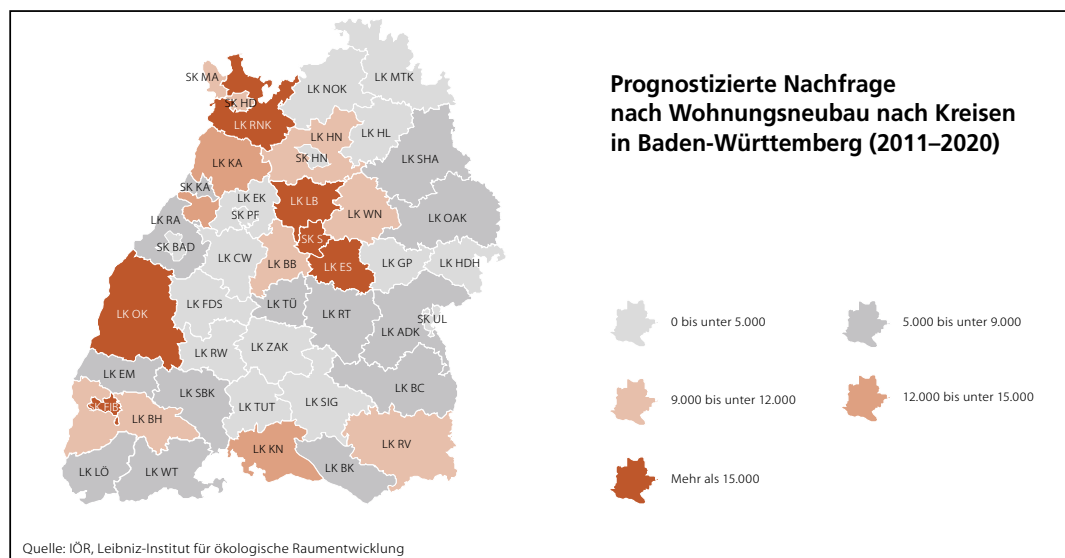 Prognostizierte Nachfrage
nach Wohnungsneubau nach Kreisen
in Baden-Württemberg (2011–2020)
SK MA
LK MTK
LK NOK
SK HD
LK RNK
LK HN
LK HL
SK HN
LK SHA
LK KA
SK KA
LK EK
LK LB
LK WN
LK OAK
LK RA
SK PF
SK S
SK BAD
LK CW
LK BB
LK ES
LK GP
LK HDH
LK FDS
LK TÜ
LK RT
SK UL
LK OK
LK ADK
LK RW
LK ZAK
LK EM
LK SBK
LK BC
LK TUT
LK SIG
LK BH
LK RV
LK KN
LK LÖ
LK WT
LK BK
0 bis unter 5.000
5.000 bis unter 9.000
9.000 bis unter 12.000
12.000 bis unter 15.000
Mehr als 15.000
Quelle: IÖR, Leibniz-Institut für ökologische Raumentwicklung